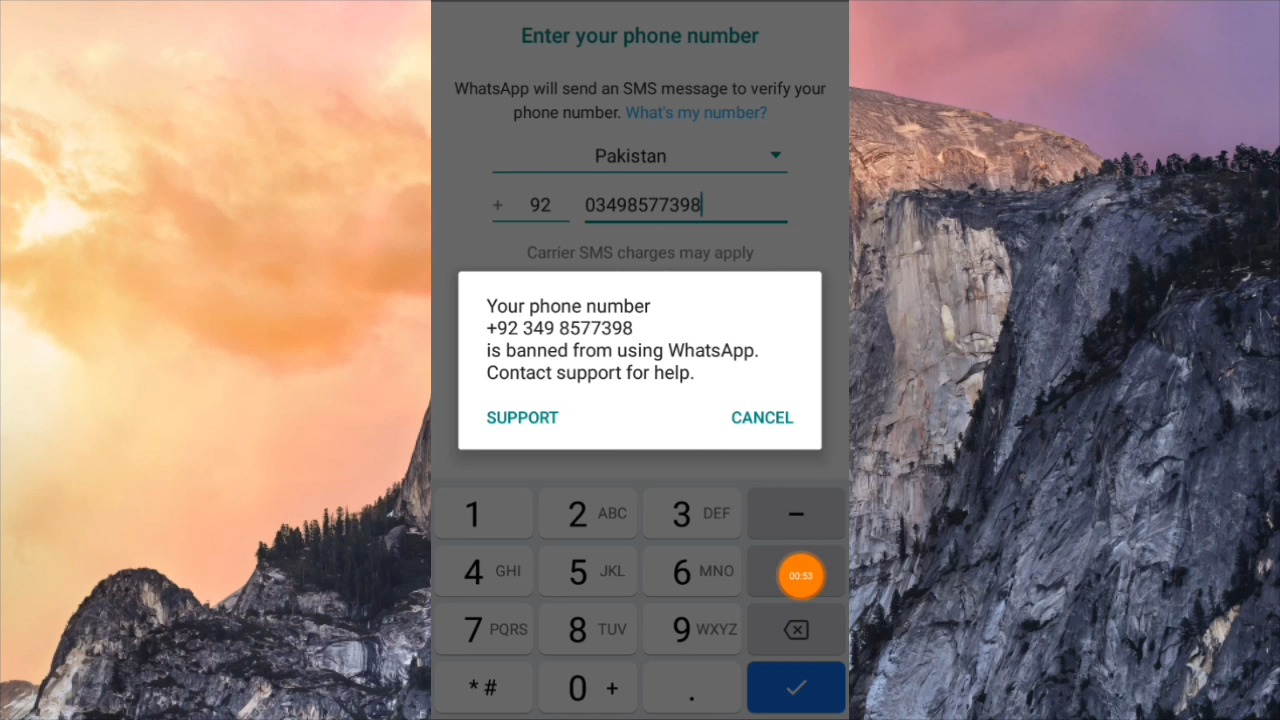 Enter your phone number
WhatsApp will send an SMS message to verify your
phone number. What's my number?
Pakistan
+ 92 03498577398
Carrier SMS charges may apply
Your phone number
+92 349 8577398
is banned from using WhatsApp.
Contact support for help.
SUPPORT CANCEL
1 2 ABC 3 DEF –
4 GHI 5 JKL 6 MNO 00:53
7 PQRS 8 TUV 9 WXYZ
* # 0 + .